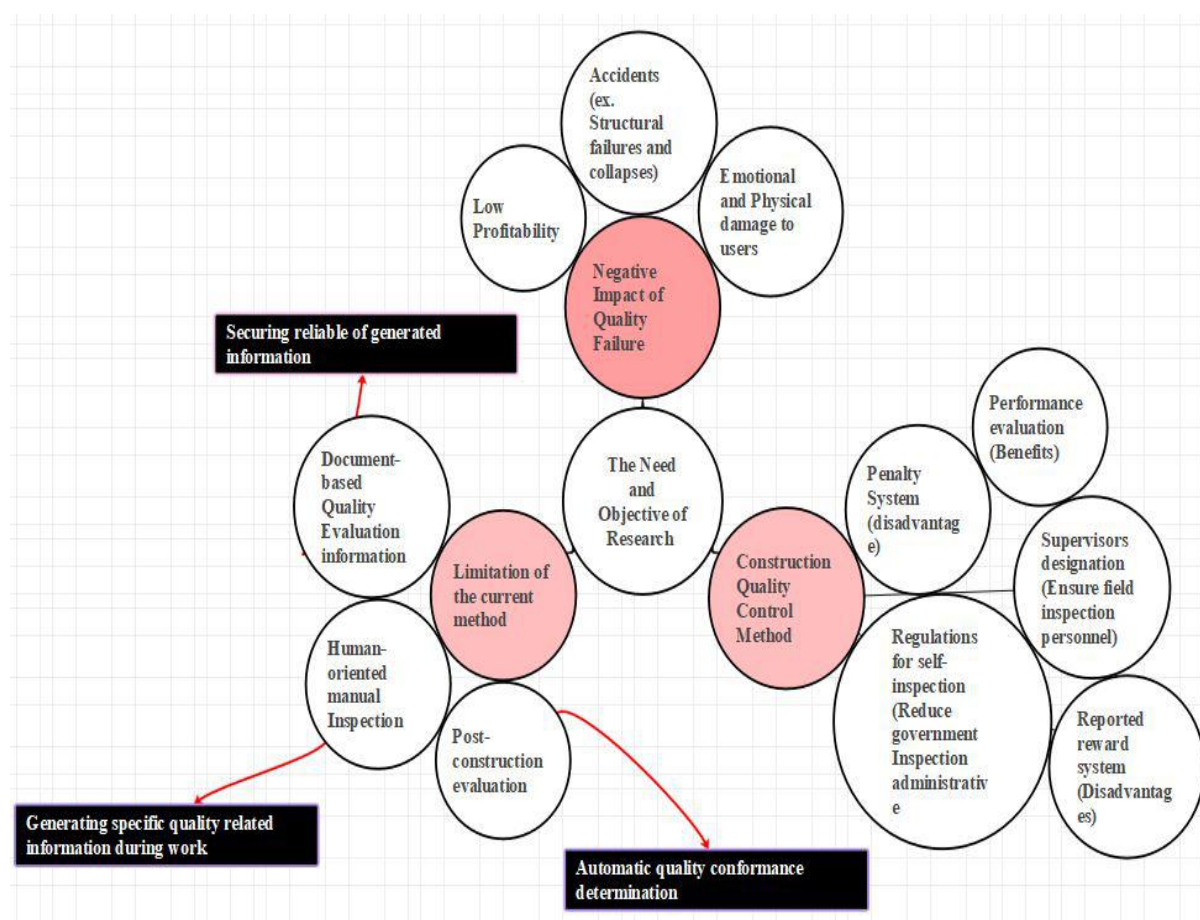 Accidents
(ex.
Structural
failures and
collapses)
Low
Profitability
Emotional
and Physical
damage to
users
Negative
Impact of
Quality
Failure
Securing reliable of generated
information
Document-
based
Quality
Evaluation
information
Limitation of
the current
method
Human-
oriented
manual
Inspection
Post-
construction
evaluation
Generating specific quality related
information during work
Automatic quality conformance
determination
The Need
and
Objective of
Research
Construction
Quality
Control
Method
Penalty
System
(disadvantag
e)
Performance
evaluation
(Benefits)
Supervisors
designation
(Ensure field
inspection
personnel)
Regulations
for self-
inspection
(Reduce
government
Inspection
administrativ
e
Reported
reward
system
(Disadvantag
es)